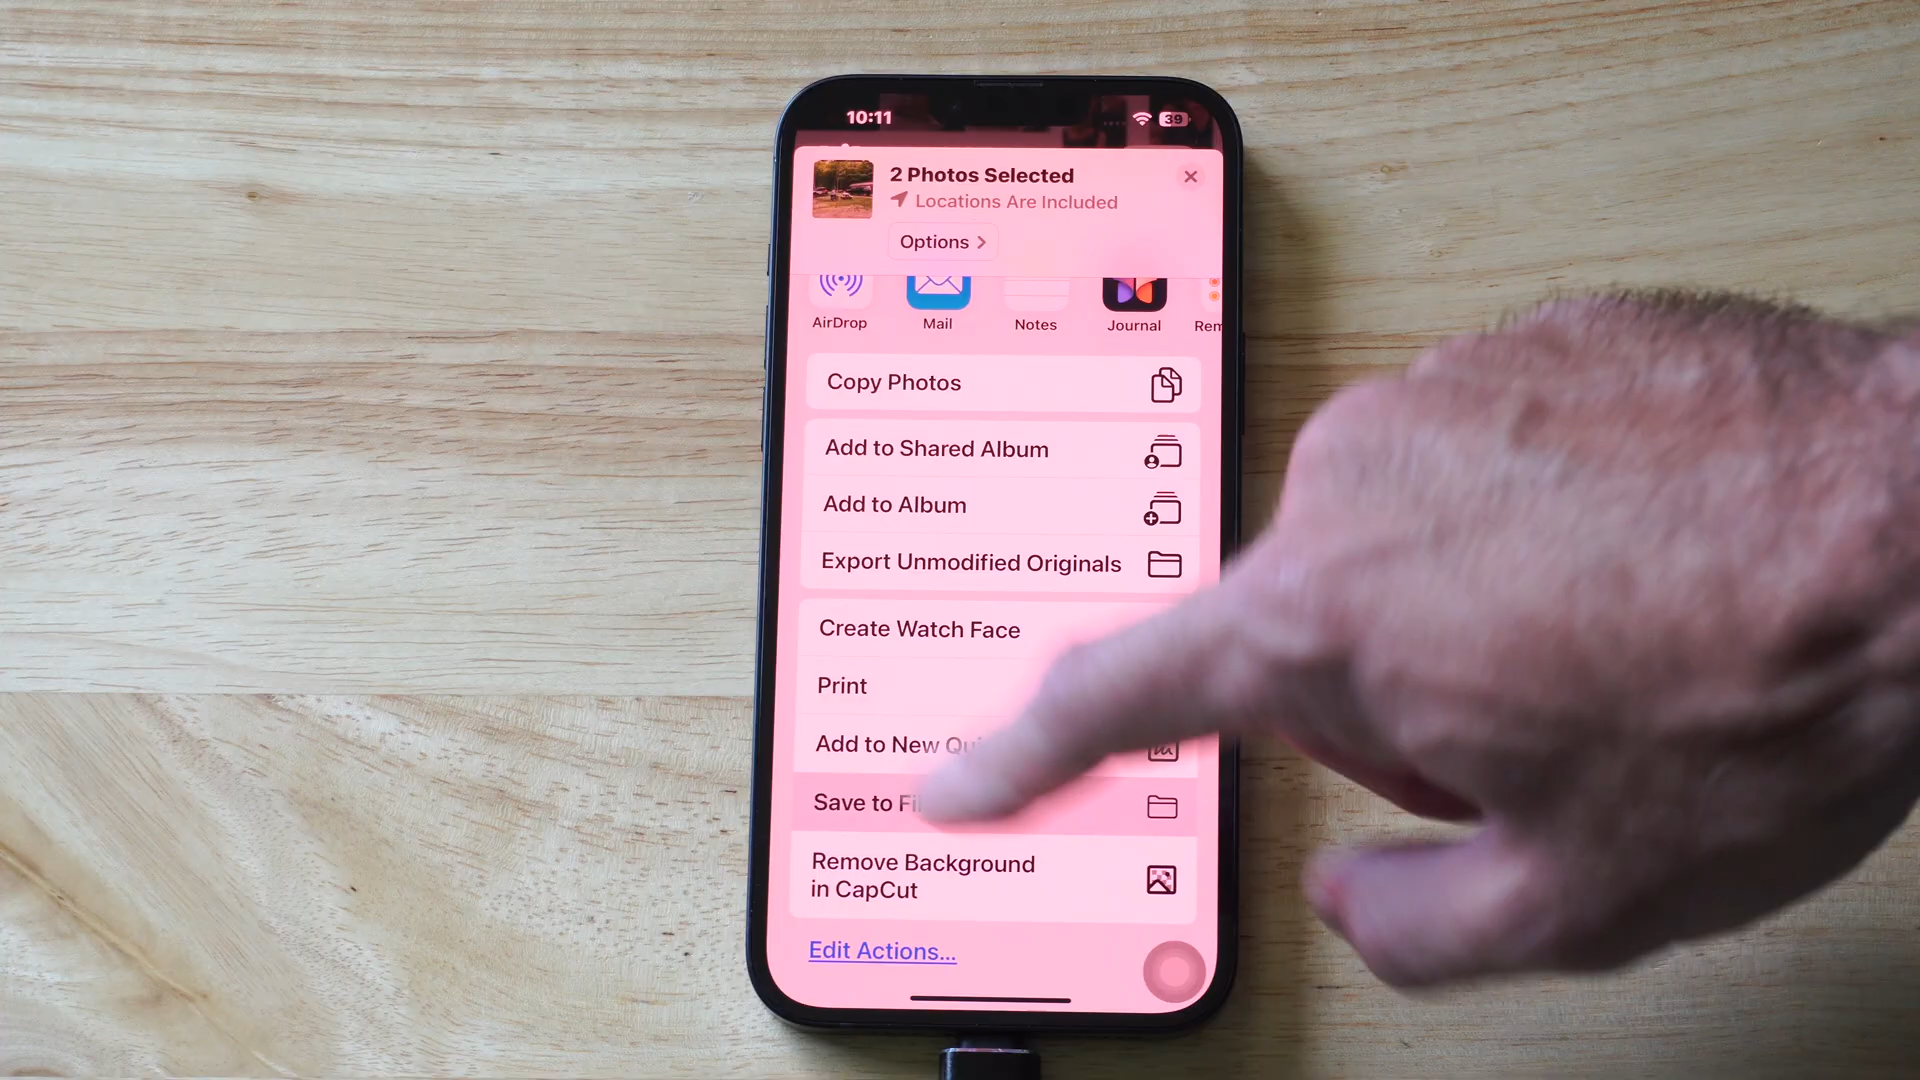 10:11
39
2 Photos Selected
Locations Are Included
Options
AirDrop
Mail
Notes
Journal
Rem
Copy Photos
Add to Shared Album
Add to Album
Export Unmodified Originals
Create Watch Face
Print
Add to New
Save to
Remove Background
in CapCut
Edit Actions...